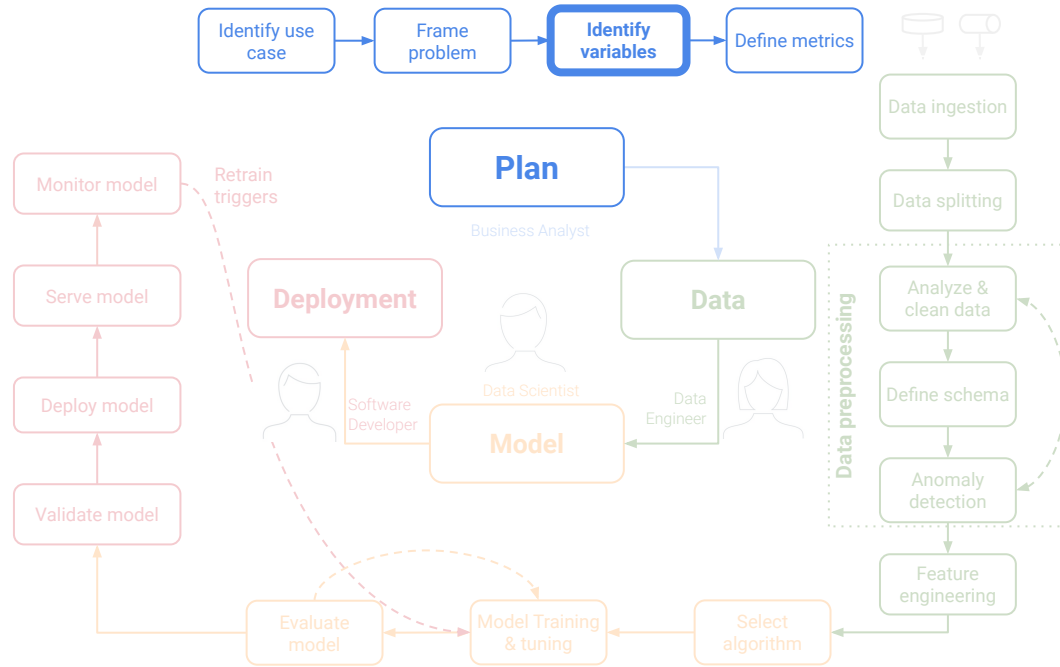 Identify use
case
Frame
problem
Identify
variables
Define metrics
Data ingestion
Plan
Monitor model
Retrain
triggers
Data splitting
Business Analyst
Serve model
Deployment
Data
Analyze &
clean data
Data preprocessing
Data Scientist
Deploy model
Software
Developer
Data
Engineer
Define schema
Model
Anomaly
detection
Validate model
Feature
engineering
Evaluate
model
Model Training
& tuning
Select
algorithm